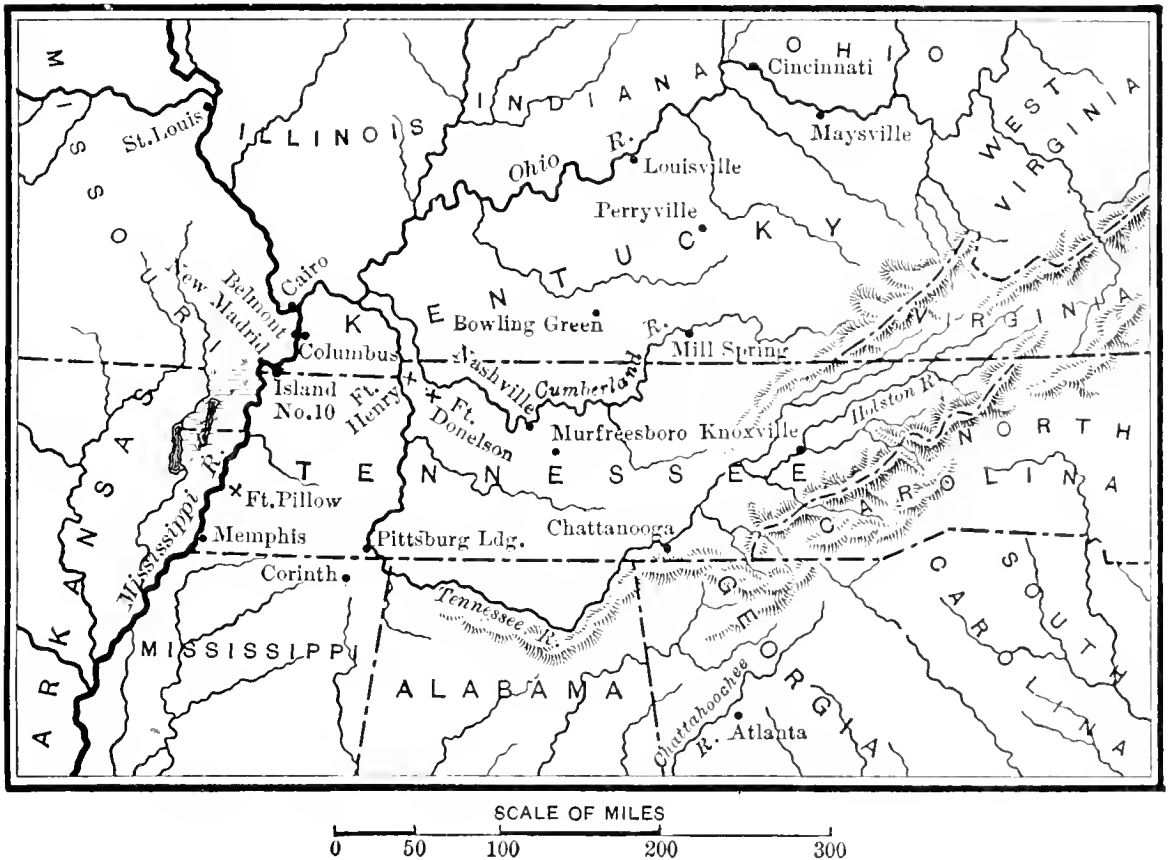 OHIO
Cincinnati
INDIANA
MISSOURI
St. Louis
ILLINOIS
Maysville
WEST
VIRGINIA
Ohio R.
Louisville
Perryville
KENTUCKY
Cairo
Belmont
New Madrid
Columbus
Bowling Green
Mill Spring
VIRGINIA
Island
No. 10
Ft.
Henry
Ft.
Donelson
Nashville
Cumberland R.
Murfreesboro
Knoxville
Holston R.
NORTH
CAROLINA
TENNESSEE
ARKANSAS
Mississippi R.
Ft. Pillow
Memphis
Pittsburg Ldg.
Chattanooga
Corinth
Tennessee R.
MISSISSIPPI
ALABAMA
GEORGIA
SOUTH
CAROLINA
Chattahoochee
R.
Atlanta
SCALE OF MILES
0 50 100 200 300